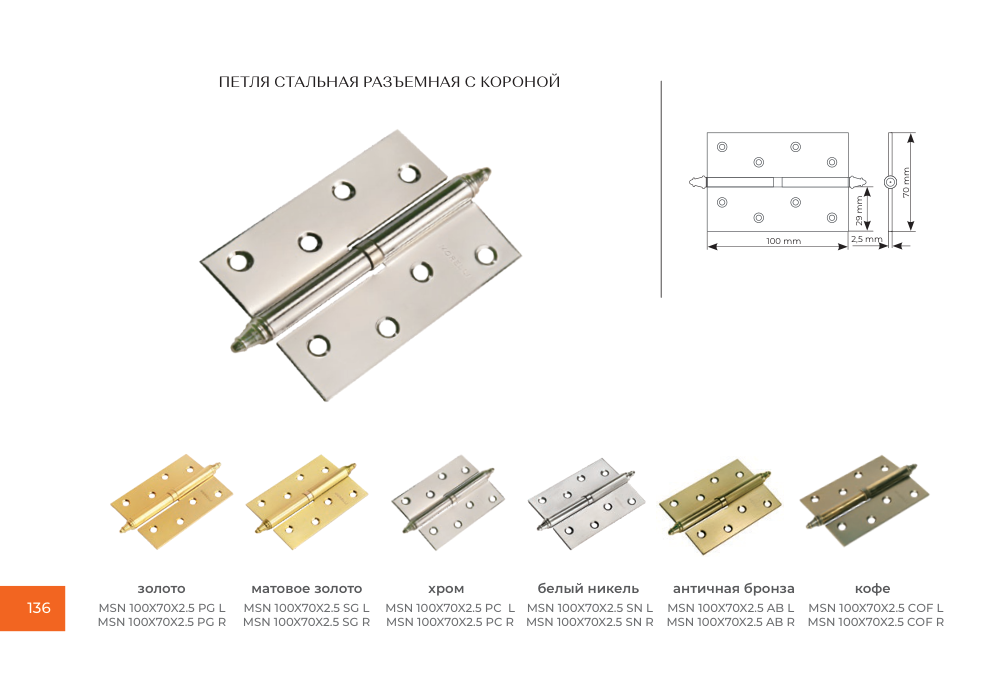 ПЕТЛЯ СТАЛЬНАЯ РАЗЪЕМНАЯ С КОРОНОЙ
70 mm
29 mm
100 mm
2,5 mm
золото
MSN 100X70X2.5 PG L
MSN 100X70X2.5 PG R
матовое золото
MSN 100X70X2.5 SG L
MSN 100X70X2.5 SG R
хром
MSN 100X70X2.5 PC L
MSN 100X70X2.5 PC R
белый никель
MSN 100X70X2.5 SN L
MSN 100X70X2.5 SN R
античная бронза
MSN 100X70X2.5 AB L
MSN 100X70X2.5 AB R
кофе
MSN 100X70X2.5 COF L
MSN 100X70X2.5 COF R
136